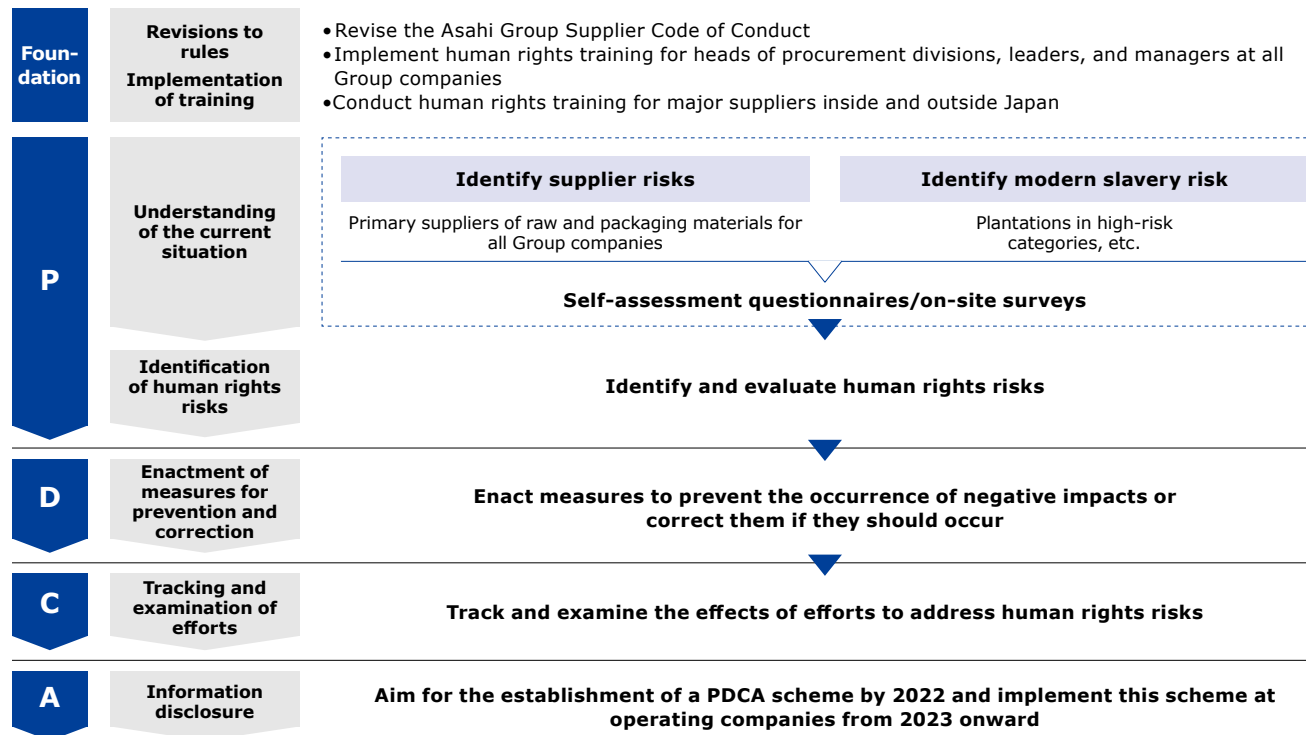 Foun-
dation
Revisions to
rules
Implementation
of training
•Revise the Asahi Group Supplier Code of Conduct
•Implement human rights training for heads of procurement divisions, leaders, and managers at all
Group companies
•Conduct human rights training for major suppliers inside and outside Japan
P
Understanding
of the current
situation
Identify supplier risks
Primary suppliers of raw and packaging materials for
all Group companies
Identify modern slavery risk
Plantations in high-risk
categories, etc.
Self-assessment questionnaires/on-site surveys
Identification
of human rights
risks
Identify and evaluate human rights risks
D
Enactment of
measures for
prevention and
correction
Enact measures to prevent the occurrence of negative impacts or
correct them if they should occur
C
Tracking and
examination of
efforts
Track and examine the effects of efforts to address human rights risks
A
Information
disclosure
Aim for the establishment of a PDCA scheme by 2022 and implement this scheme at
operating companies from 2023 onward